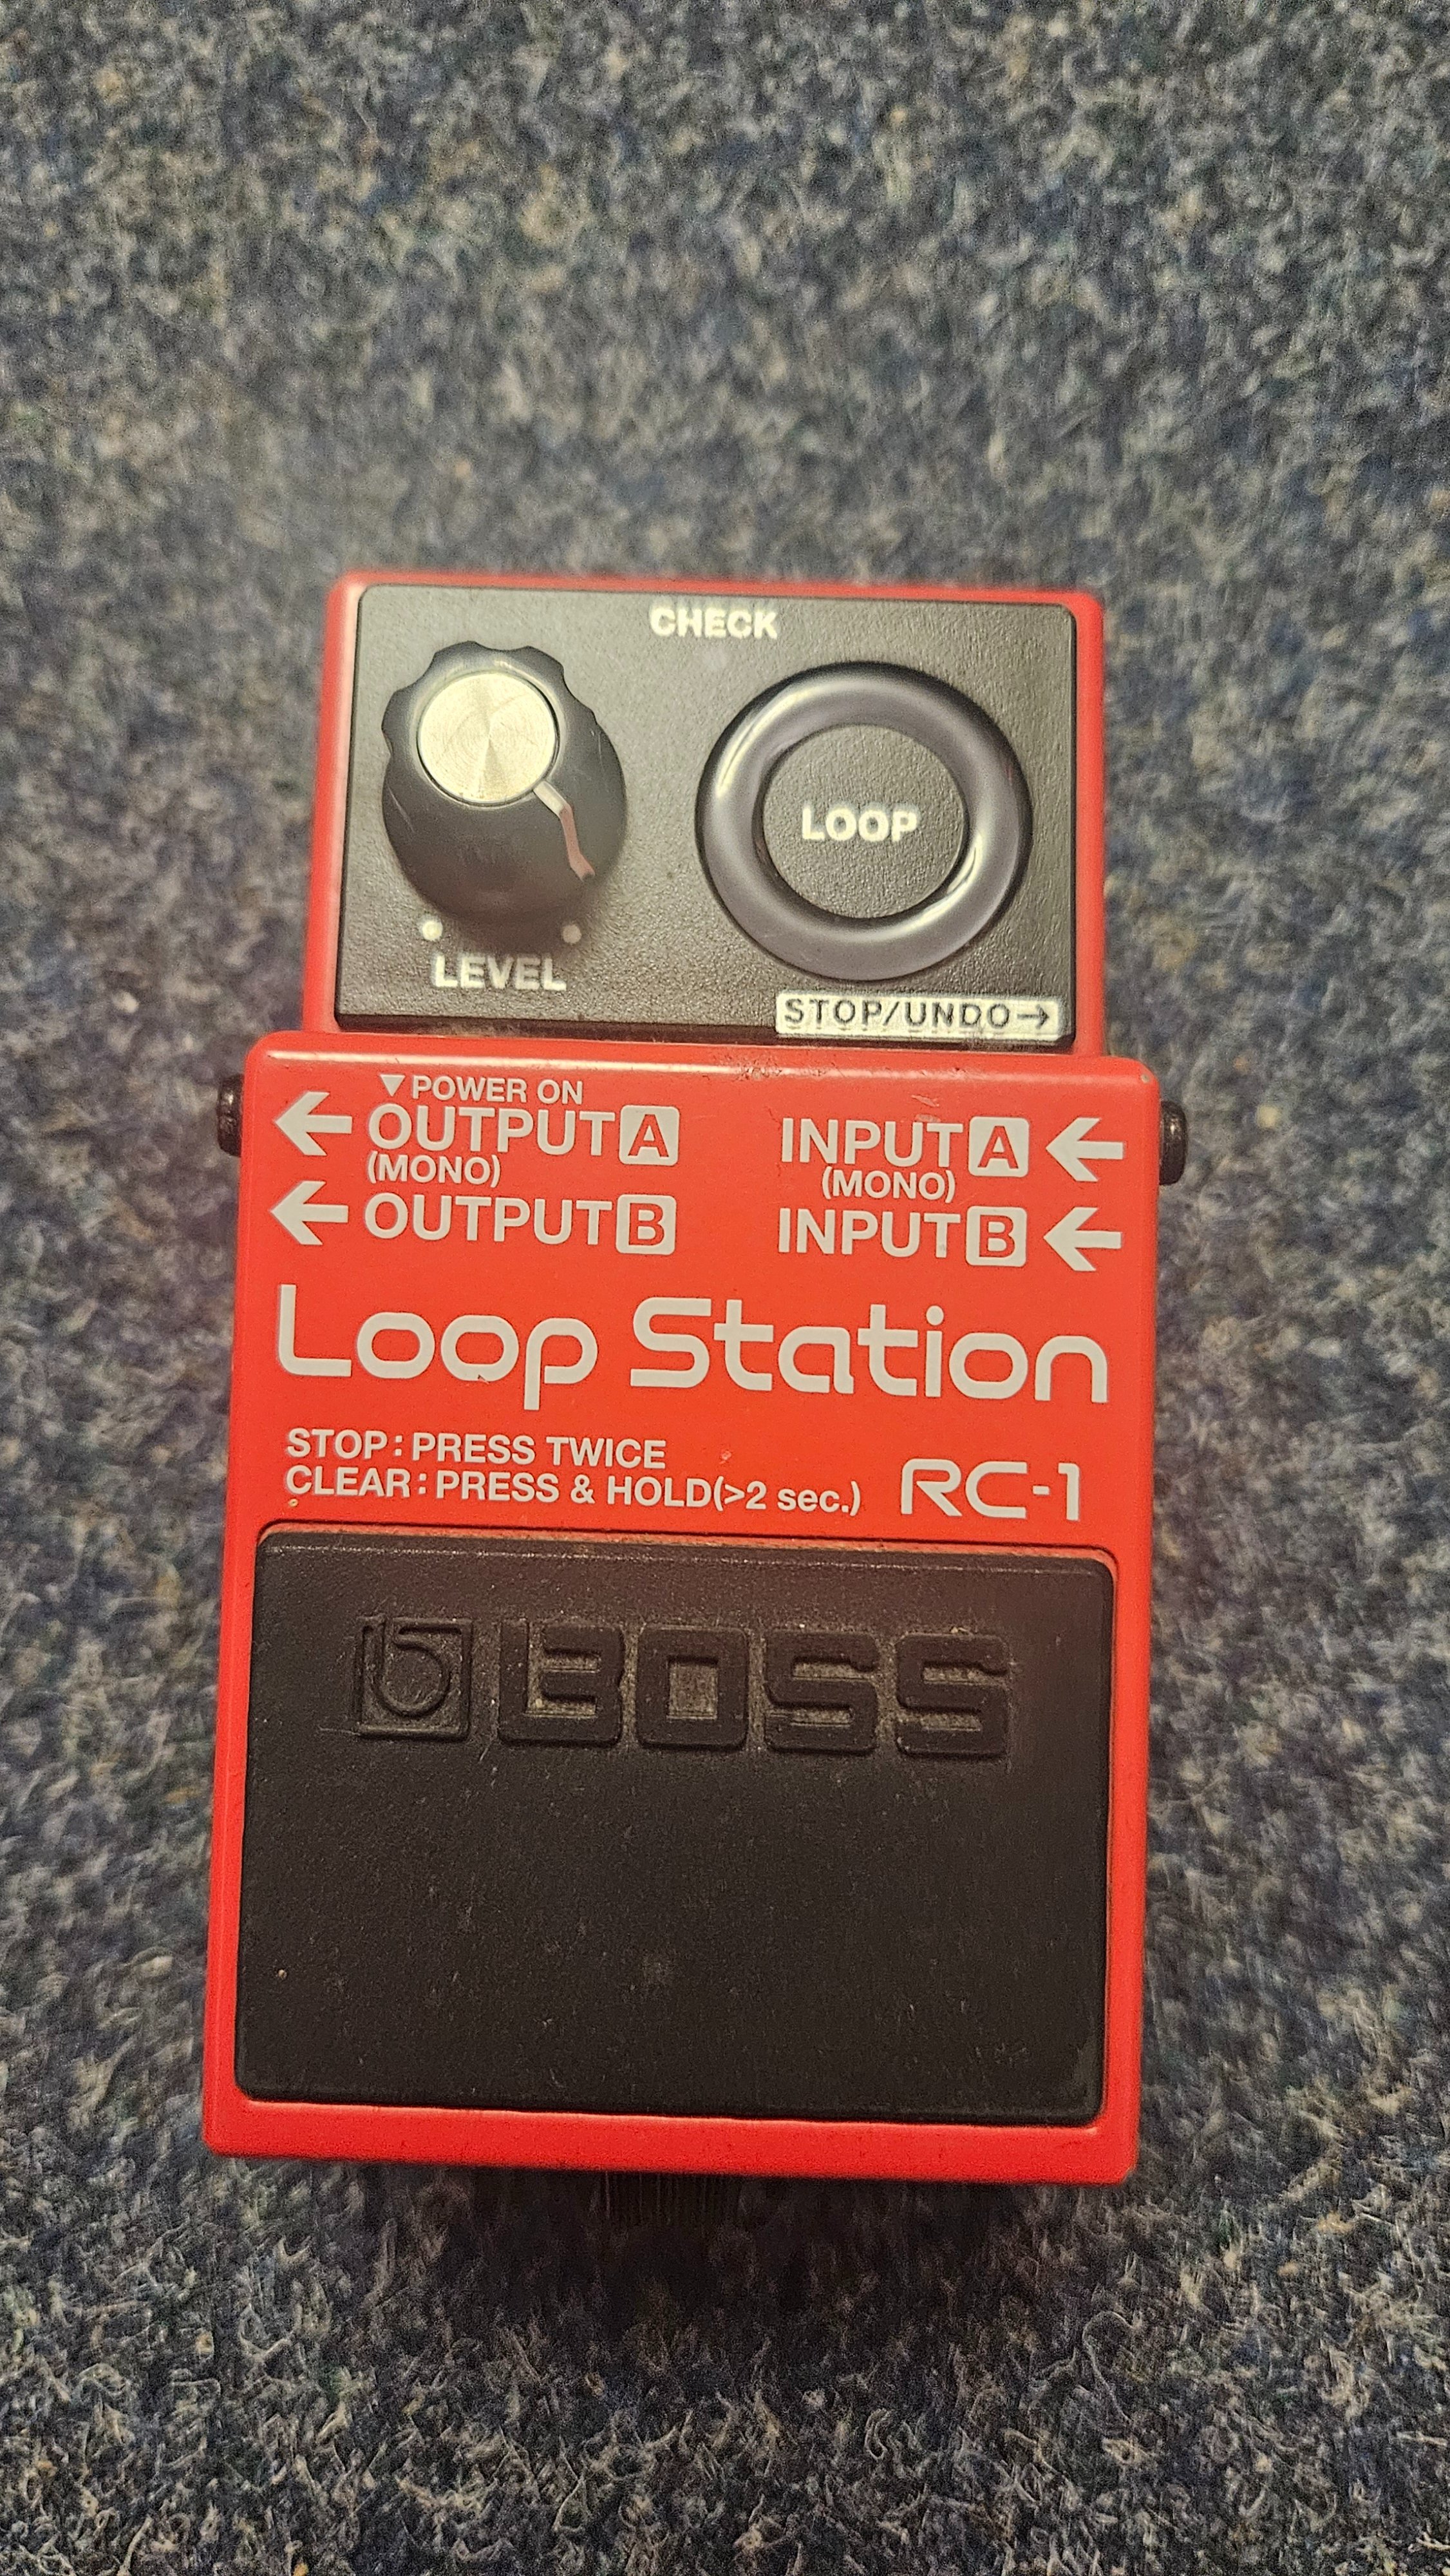 CHECK
LOOP
LEVEL
STOP/UNDO→
▼POWER ON
← OUTPUT A
(MONO)
← OUTPUT B
INPUT A ←
(MONO)
INPUT B ←
Loop Station
STOP: PRESS TWICE
CLEAR: PRESS & HOLD(>2 sec.)
RC-1
BOSS